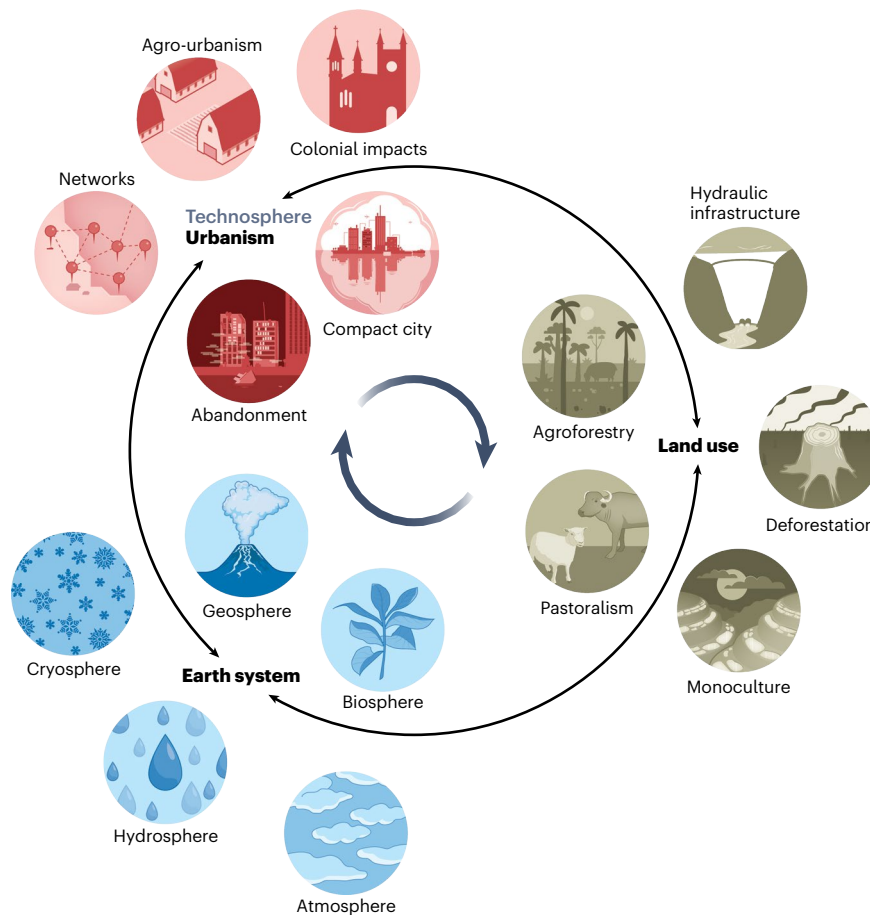 Agro-urbanism
Colonial impacts
Networks
Technosphere
Urbanism
Hydraulic
infrastructure
Compact city
Abandonment
Agroforestry
Land use
Deforestation
Geosphere
Pastoralism
Cryosphere
Earth system
Biosphere
Monoculture
Hydrosphere
Atmosphere